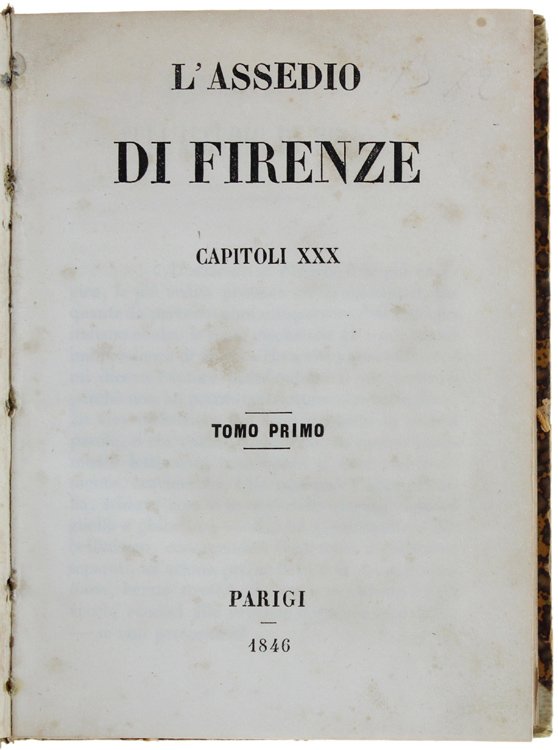 L'ASSEDIO
DI FIRENZE
CAPITOLI XXX
TOMO PRIMO
PARIGI
1846